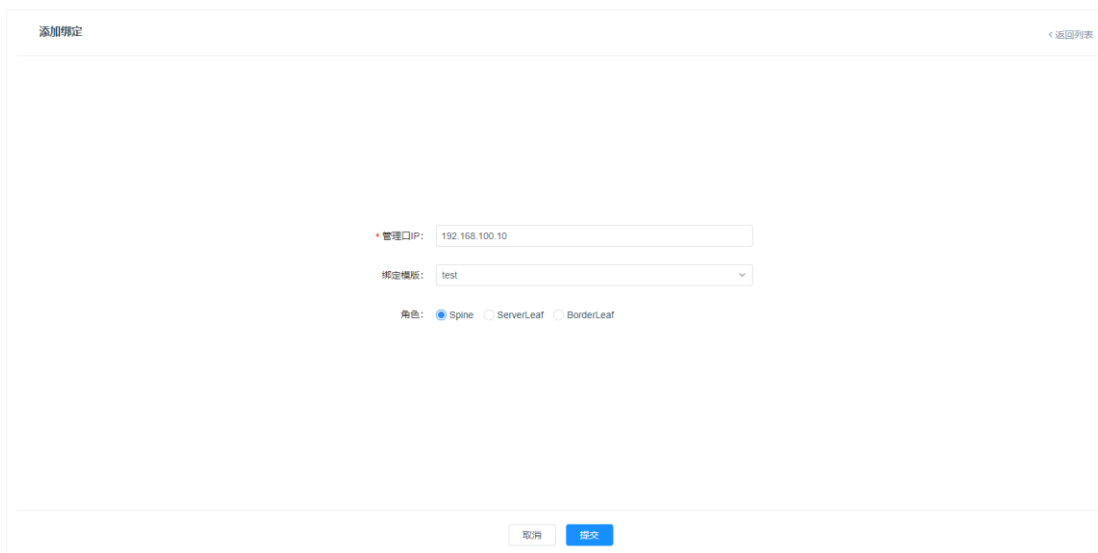 添加绑定
返回列表
* 管理口IP: 192.168.100.10
绑定模版: test
角色: Spine ServerLeaf BorderLeaf
取消 提交